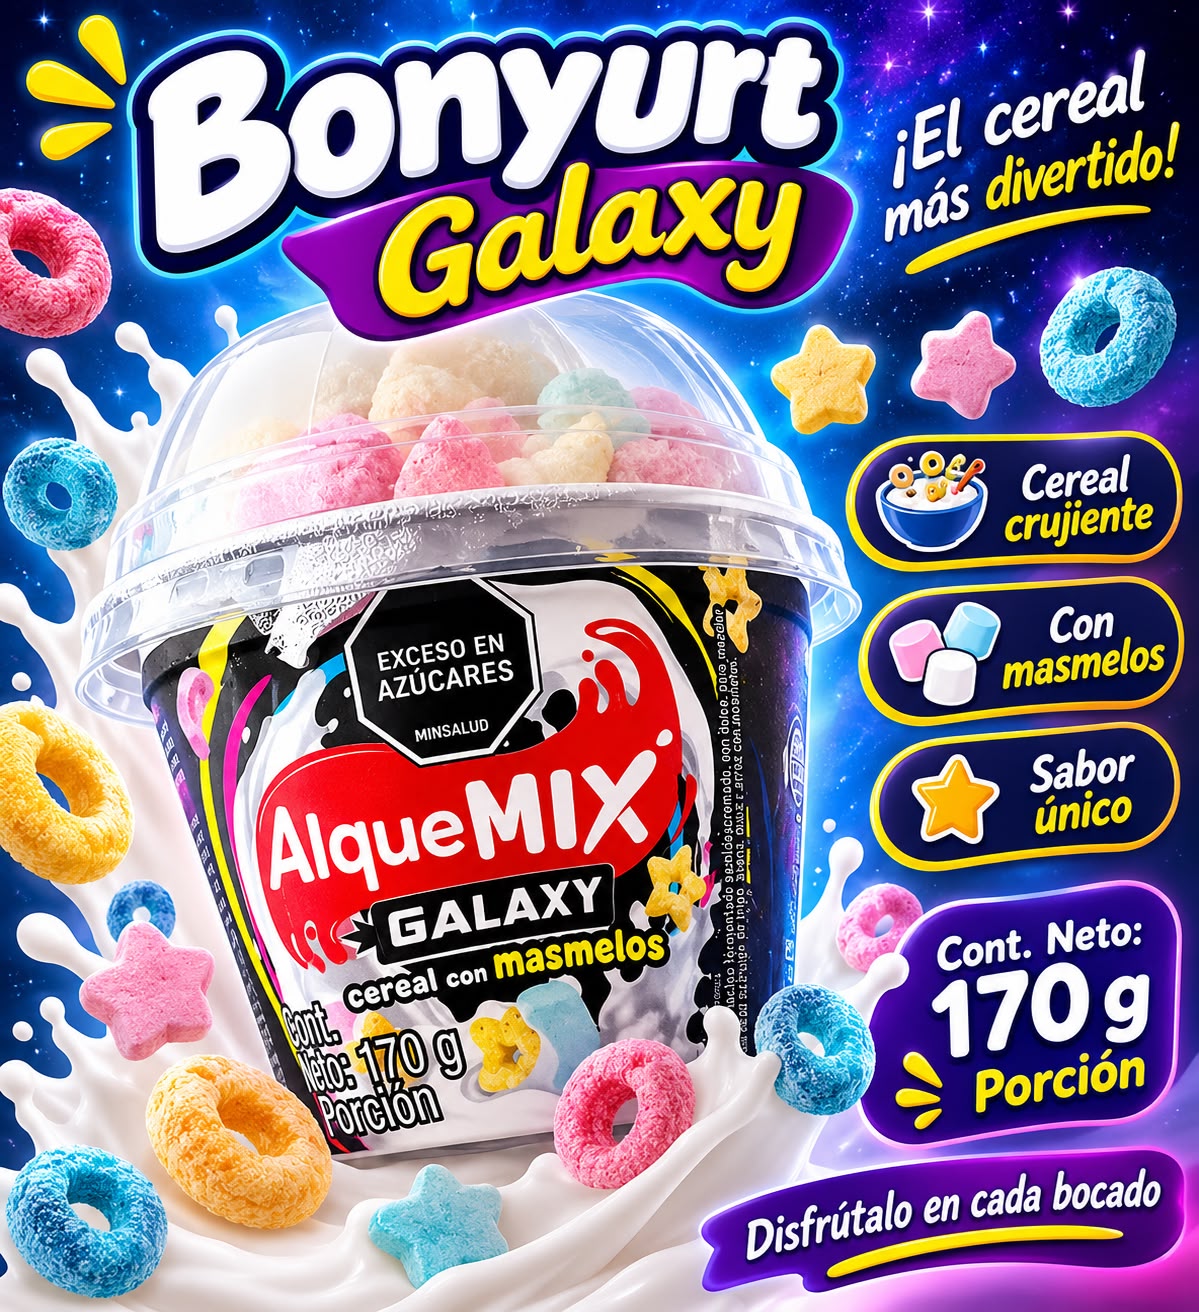 Bonyurt
Galaxy
¡El cereal
más divertido!
Cereal
crujiente
Con
masmelos
Sabor
único
EXCESO EN
AZÚCARES
MINSALUD
AlqueMIX
GALAXY
cereal con masmelos
Cont.
Neto: 170 g
Porción
Cont. Neto:
170 g
Porción
Disfrútalo en cada bocado